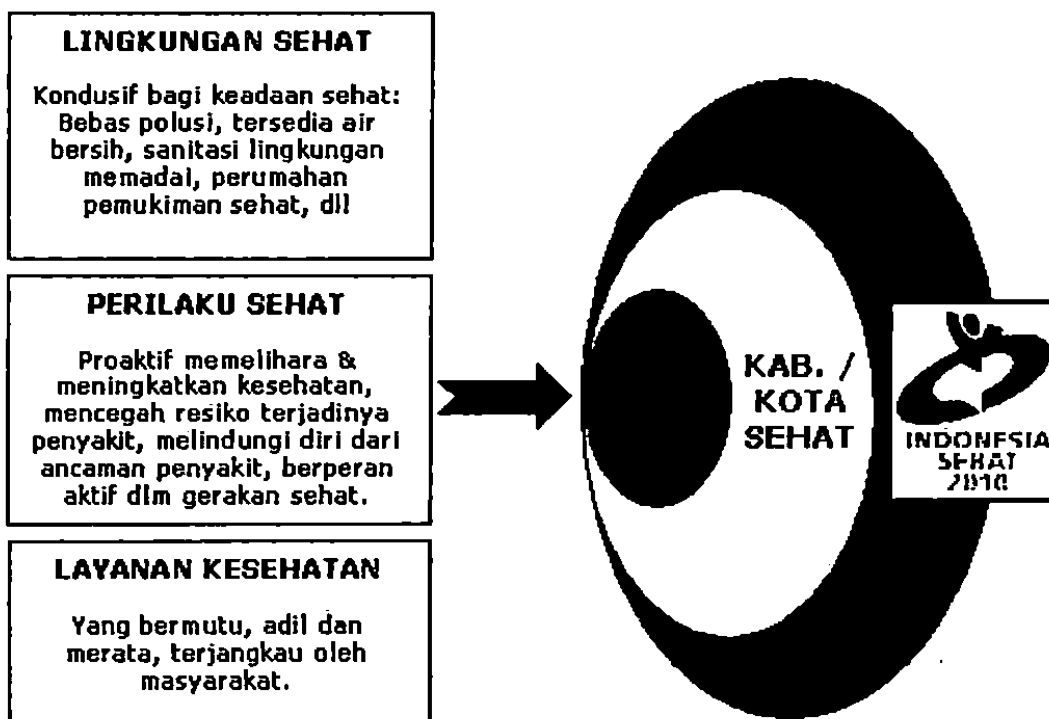 LINGKUNGAN SEHAT
Kondusif bagi keadaan sehat:
Bebas polusi, tersedia air
bersih, sanitasi lingkungan
memadai, perumahan
pemukiman sehat, dll
PERILAKU SEHAT
Proaktif memelihara &
meningkatkan kesehatan,
mencegah resiko terjadinya
penyakit, melindungi diri dari
ancaman penyakit, berperan
aktif dlm gerakan sehat.
LAYANAN KESEHATAN
Yang bermutu, adil dan
merata, terjangkau oleh
masyarakat.
KAB. /
KOTA
SEHAT
INDONESIA
SEHAT
2010